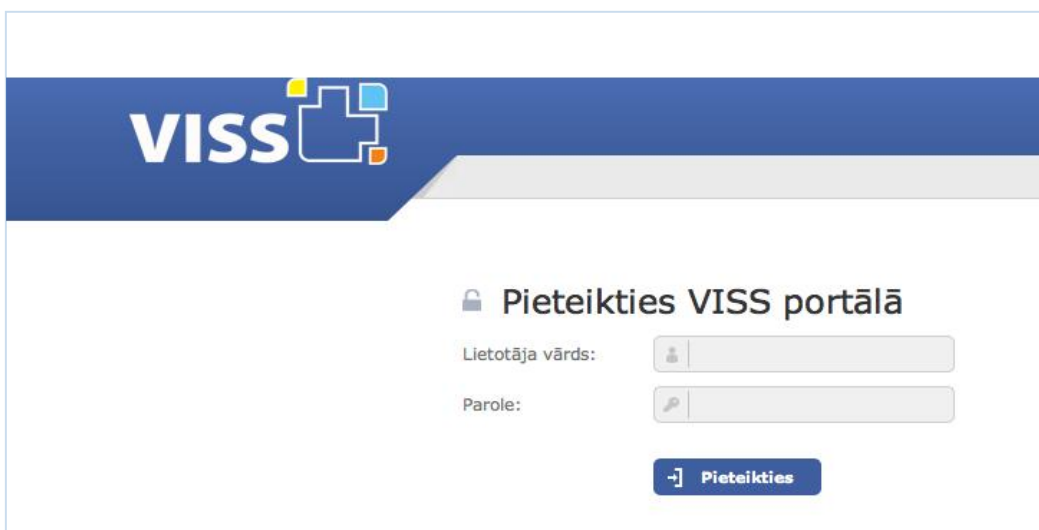 VISS
Pieteikties VISS portālā
Lietotāja vārds:
Parole:
Pieteikties